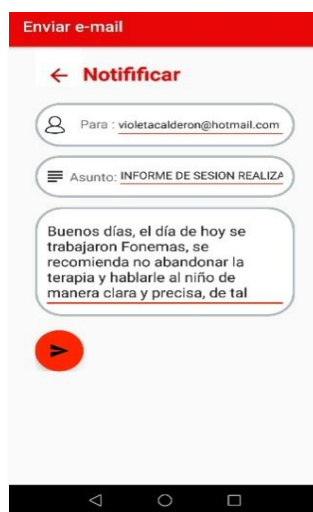 Enviar e-mail
Notifificar
Para : violetacalderon@hotmail.com
Asunto: INFORME DE SESION REALIZA
Buenos días, el día de hoy se
trabajaron Fonemas, se
recomienda no abandonar la
terapia y hablarle al niño de
manera clara y precisa, de tal